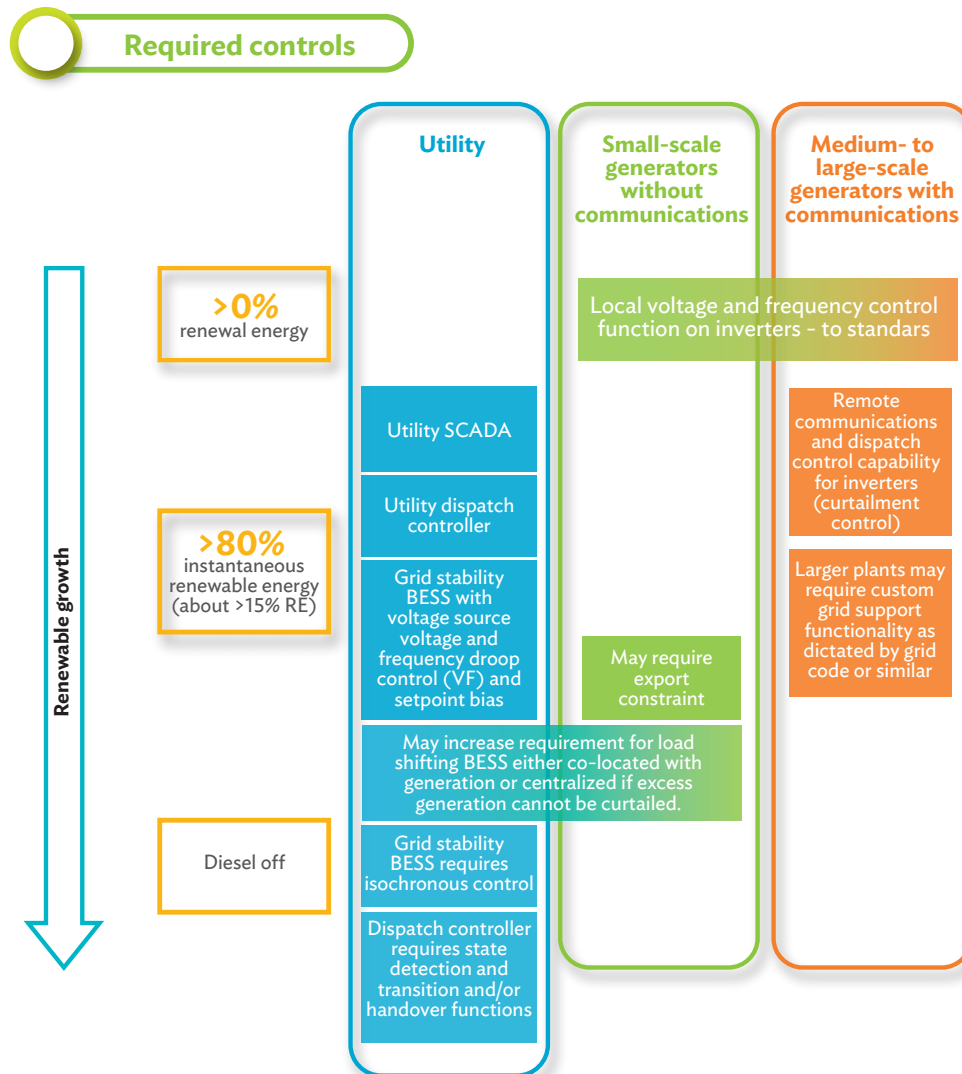 Required controls
Utility
Small-scale
generators
without
communications
Medium- to
large-scale
generators with
communications
Renewable growth
>0%
renewal energy
Local voltage and frequency control
function on inverters - to standars
Utility SCADA
Remote
communications
and dispatch
control capability
for inverters
(curtailment
control)
Utility dispatch
controller
>80%
instantaneous
renewable energy
(about >15% RE)
Grid stability
BESS with
voltage source
voltage and
frequency droop
control (VF) and
setpoint bias
Larger plants may
require custom
grid support
functionality as
dictated by grid
code or similar
May require
export
constraint
May increase requirement for load
shifting BESS either co-located with
generation or centralized if excess
generation cannot be curtailed.
Diesel off
Grid stability
BESS requires
isochronous control
Dispatch controller
requires state
detection and
transition and/or
handover functions